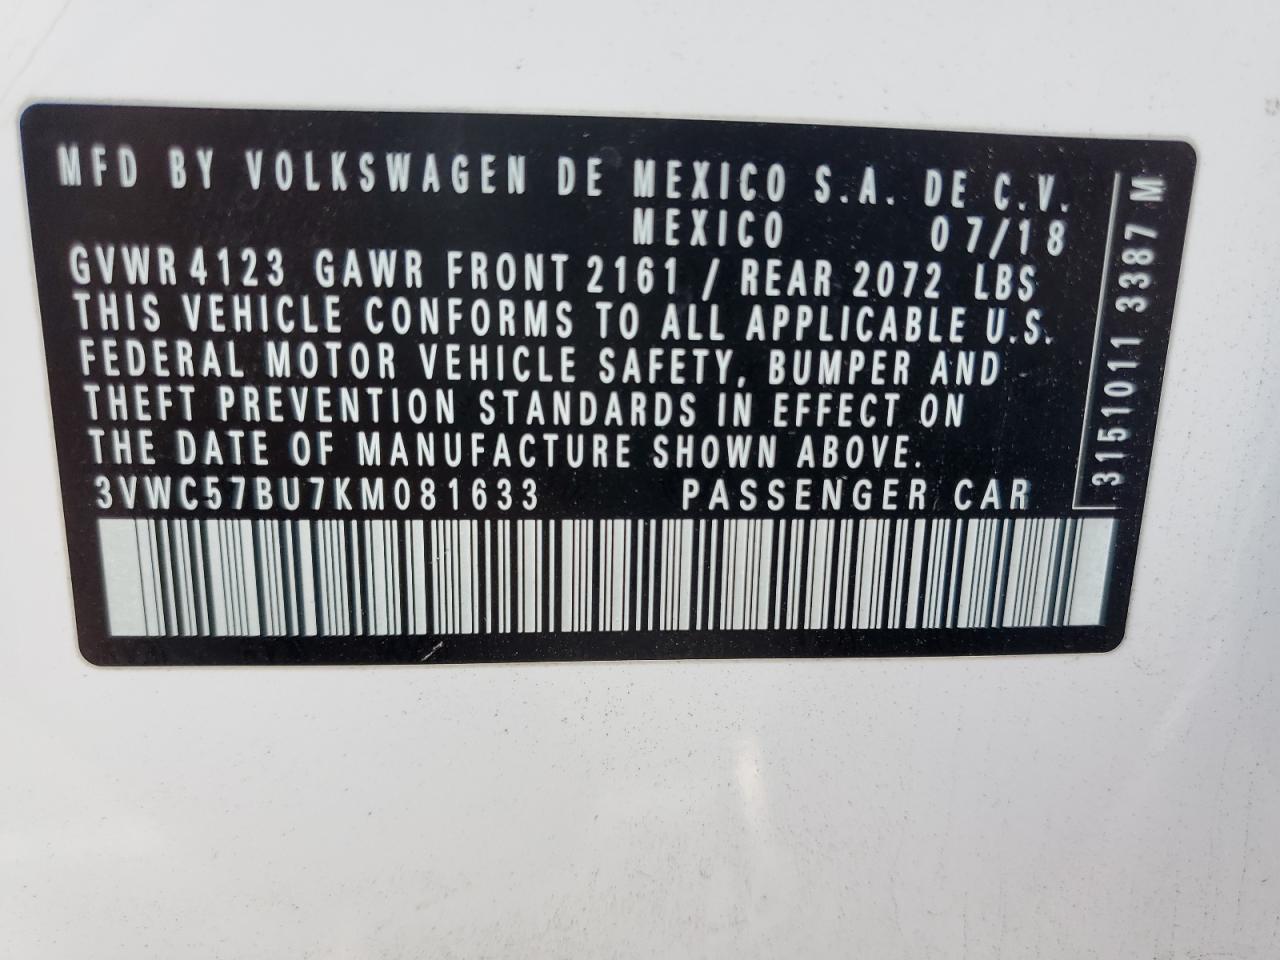 MFD BY VOLKSWAGEN DE MEXICO S.A. DE C.V.
MEXICO 07/18
GVWR 4123 GAWR FRONT 2161 / REAR 2072 LBS
THIS VEHICLE CONFORMS TO ALL APPLICABLE U.S.
FEDERAL MOTOR VEHICLE SAFETY, BUMPER AND
THEFT PREVENTION STANDARDS IN EFFECT ON
THE DATE OF MANUFACTURE SHOWN ABOVE.
3VWC57BU7KM081633 PASSENGER CAR
3151011 3387 M